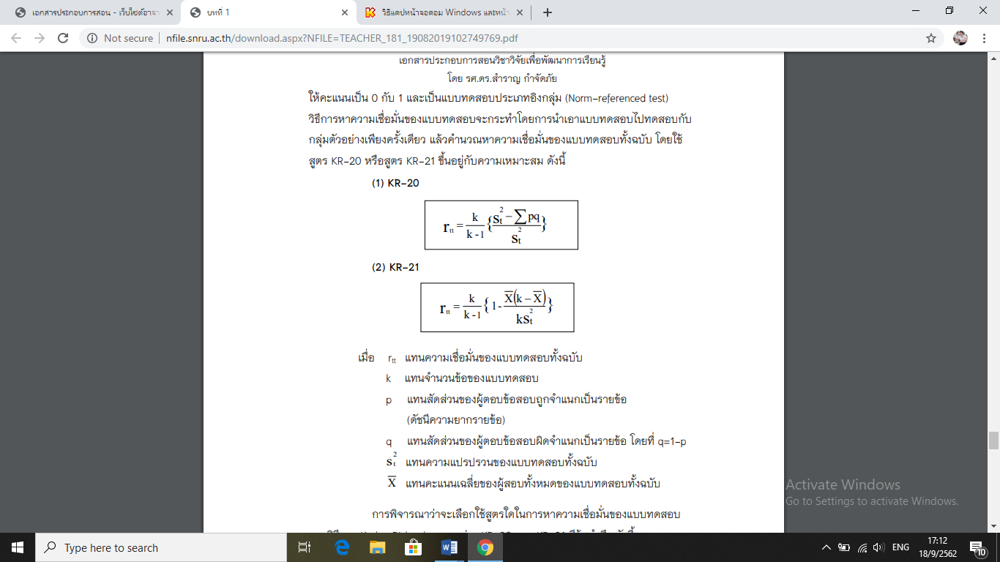 เอกสารประกอบการสอน - เว็บไซต์อาจา
บทที่ 1
วิธีแคปหน้าจอคอม Windows และหน้า
Not secure | nfile.snru.ac.th/download.aspx?NFILE=TEACHER_181_19082019102749769.pdf
เอกสารประกอบการสอนวิชาวิจัยเพื่อพัฒนาการเรียนรู้
โดย รศ.ดร.สำราญ กำจัดภัย
ให้คะแนนเป็น 0 กับ 1 และเป็นแบบทดสอบประเภทอิงกลุ่ม (Norm-referenced test)
วิธีการหาความเชื่อมั่นของแบบทดสอบจะกระทำโดยการนำเอาแบบทดสอบไปทดสอบกับ
กลุ่มตัวอย่างเพียงครั้งเดียว แล้วคำนวณหาความเชื่อมั่นของแบบทดสอบทั้งฉบับ โดยใช้
สูตร KR-20 หรือสูตร KR-21 ขึ้นอยู่กับความเหมาะสม ดังนี้
(1) KR-20
r_tt = k/(k-1) {(S_t^2 - ∑pq)/S_t^2}
(2) KR-21
r_tt = k/(k-1) {1 - X̅(k - X̅)/(kS_t^2)}
เมื่อ r_tt แทนความเชื่อมั่นของแบบทดสอบทั้งฉบับ
k แทนจำนวนข้อของแบบทดสอบ
p แทนสัดส่วนของผู้ตอบข้อสอบถูกจำแนกเป็นรายข้อ
(ดัชนีความยากรายข้อ)
q แทนสัดส่วนของผู้ตอบข้อสอบผิดจำแนกเป็นรายข้อ โดยที่ q=1-p
s_t^2 แทนความแปรปรวนของแบบทดสอบทั้งฉบับ
X̅ แทนคะแนนเฉลี่ยของผู้สอบทั้งหมดของแบบทดสอบทั้งฉบับ
การพิจารณาว่าจะเลือกใช้สูตรใดในการหาความเชื่อมั่นของแบบทดสอบ
Activate Windows
Go to Settings to activate Windows.
Type here to search
ENG
17:12
18/9/2562
10